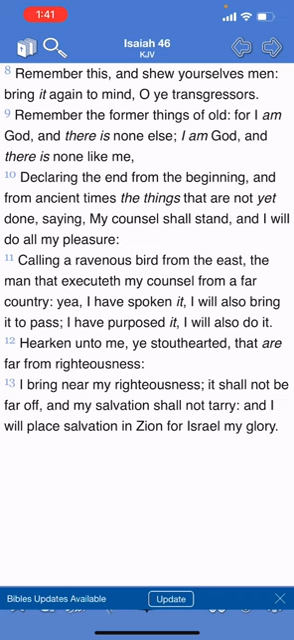 1:41
Isaiah 46
KJV
8 Remember this, and shew yourselves men:
bring it again to mind, O ye transgressors.
9 Remember the former things of old: for I am
God, and there is none else; I am God, and
there is none like me,
10 Declaring the end from the beginning, and
from ancient times the things that are not yet
done, saying, My counsel shall stand, and I will
do all my pleasure:
11 Calling a ravenous bird from the east, the
man that executeth my counsel from a far
country: yea, I have spoken it, I will also bring
it to pass; I have purposed it, I will also do it.
12 Hearken unto me, ye stouthearted, that are
far from righteousness:
13 I bring near my righteousness; it shall not be
far off, and my salvation shall not tarry: and I
will place salvation in Zion for Israel my glory.
Bibles Updates Available
Update